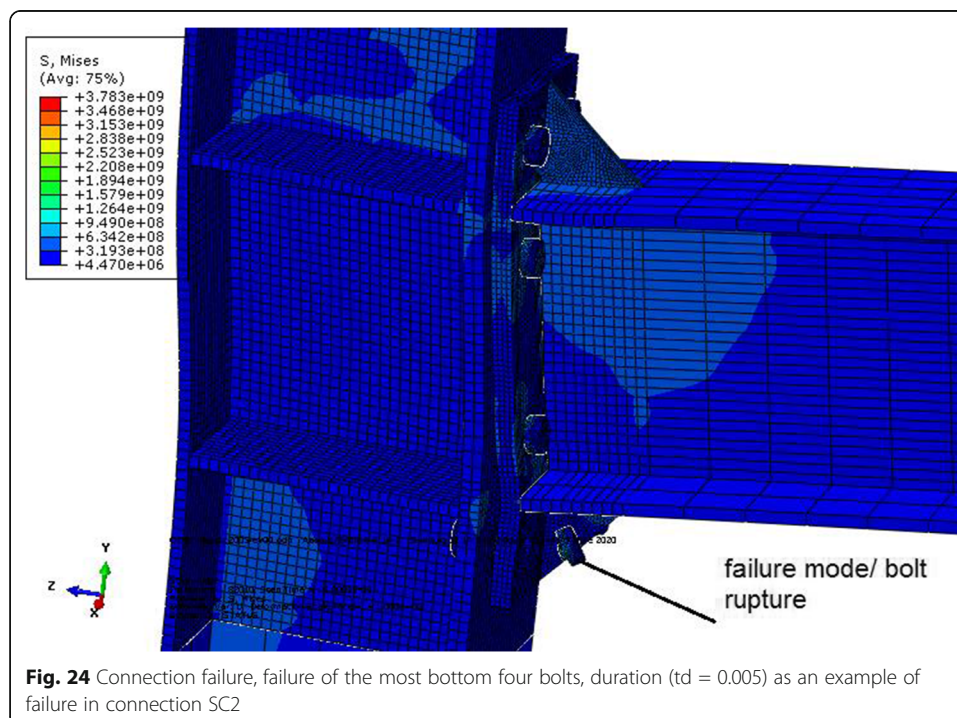 S, Mises
(Avg: 75%)
+3.783e+09
+3.468e+09
+3.153e+09
+2.838e+09
+2.523e+09
+2.208e+09
+1.894e+09
+1.579e+09
+1.264e+09
+9.490e+08
+6.342e+08
+3.193e+08
+4.470e+06
2020
Y
Z
X
failure mode/ bolt
rupture
Fig. 24 Connection failure, failure of the most bottom four bolts, duration (td = 0.005) as an example of
failure in connection SC2